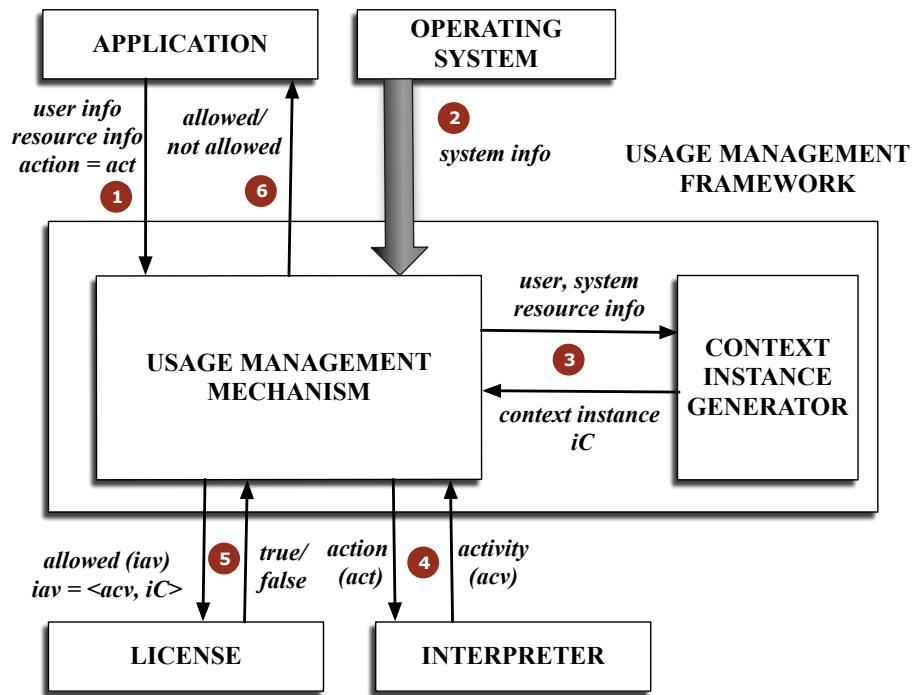 APPLICATION
OPERATING
SYSTEM
user info
resource info
action = act
1
allowed/
not allowed
6
2
system info
USAGE MANAGEMENT
FRAMEWORK
USAGE MANAGEMENT
MECHANISM
user, system
resource info
3
context instance
iC
CONTEXT
INSTANCE
GENERATOR
allowed (iav)
iav = <acv, iC>
5
true/
false
action
(act)
4
activity
(acv)
LICENSE
INTERPRETER